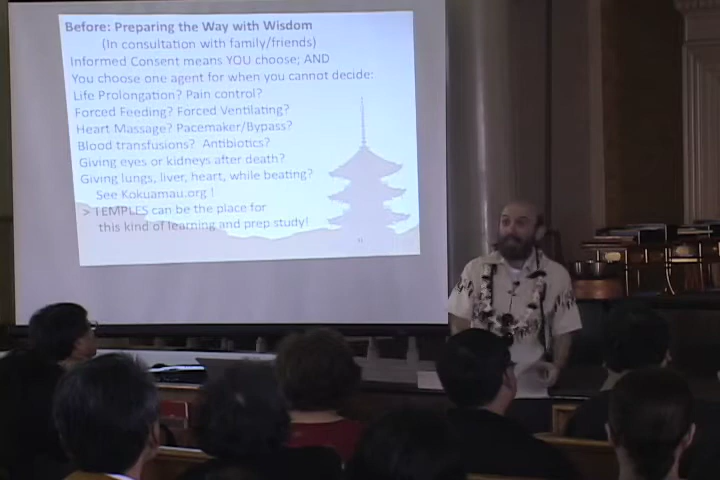 Before: Preparing the Way with Wisdom
(In consultation with family/friends)
Informed Consent means YOU choose; AND
You choose one agent for when you cannot decide:
Life Prolongation? Pain control?
Forced Feeding? Forced Ventilating?
Heart Massage? Pacemaker/Bypass?
Blood transfusions? Antibiotics?
Giving eyes or kidneys after death?
Giving lungs, liver, heart, while beating?
See Kokuamau.org !
> TEMPLES can be the place for
this kind of learning and prep study!